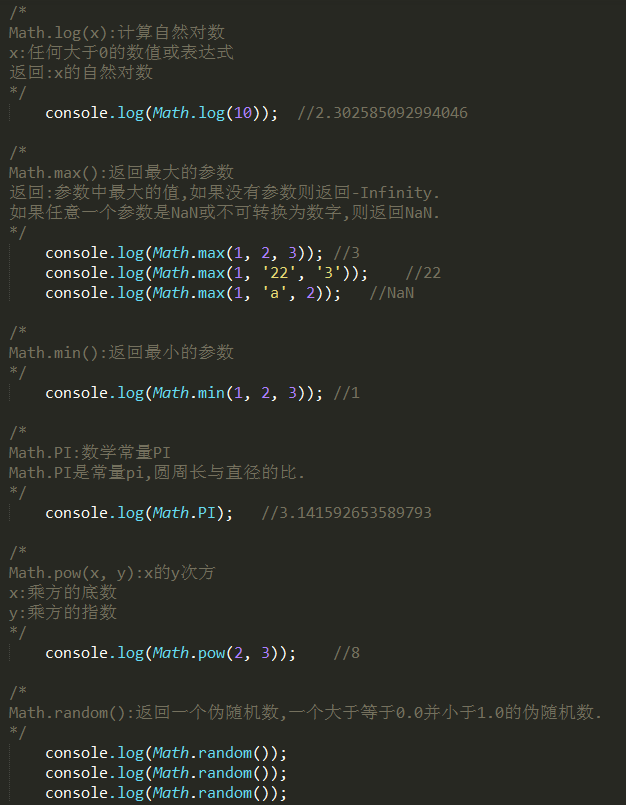 /*
Math.log(x):计算自然对数
x:任何大于0的数值或表达式
返回:x的自然对数
*/
console.log(Math.log(10));  //2.302585092994046
/*
Math.max():返回最大的参数
返回:参数中最大的值,如果没有参数则返回-Infinity.
如果任意一个参数是NaN或不可转换为数字,则返回NaN.
*/
console.log(Math.max(1, 2, 3)); //3
console.log(Math.max(1, '22', '3'));    //22
console.log(Math.max(1, 'a', 2));   //NaN
/*
Math.min():返回最小的参数
*/
console.log(Math.min(1, 2, 3)); //1
/*
Math.PI:数学常量PI
Math.PI是常量pi,圆周长与直径的比.
*/
console.log(Math.PI);   //3.141592653589793
/*
Math.pow(x, y):x的y次方
x:乘方的底数
y:乘方的指数
*/
console.log(Math.pow(2, 3));    //8
/*
Math.random():返回一个伪随机数,一个大于等于0.0并小于1.0的伪随机数.
*/
console.log(Math.random());
console.log(Math.random());
console.log(Math.random());